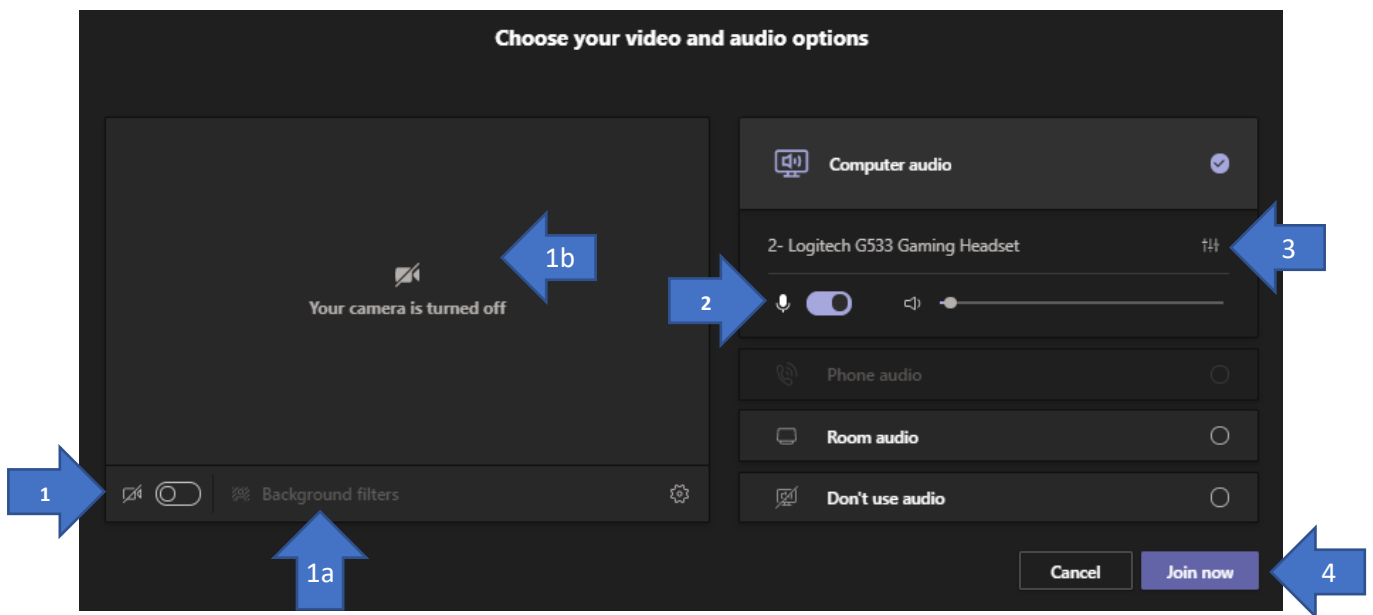 Choose your video and audio options
Computer audio
1b
2- Logitech G533 Gaming Headset
3
Your camera is turned off
2
Phone audio
Room audio
1
Background filters
Don't use audio
1a
Cancel
Join now
4